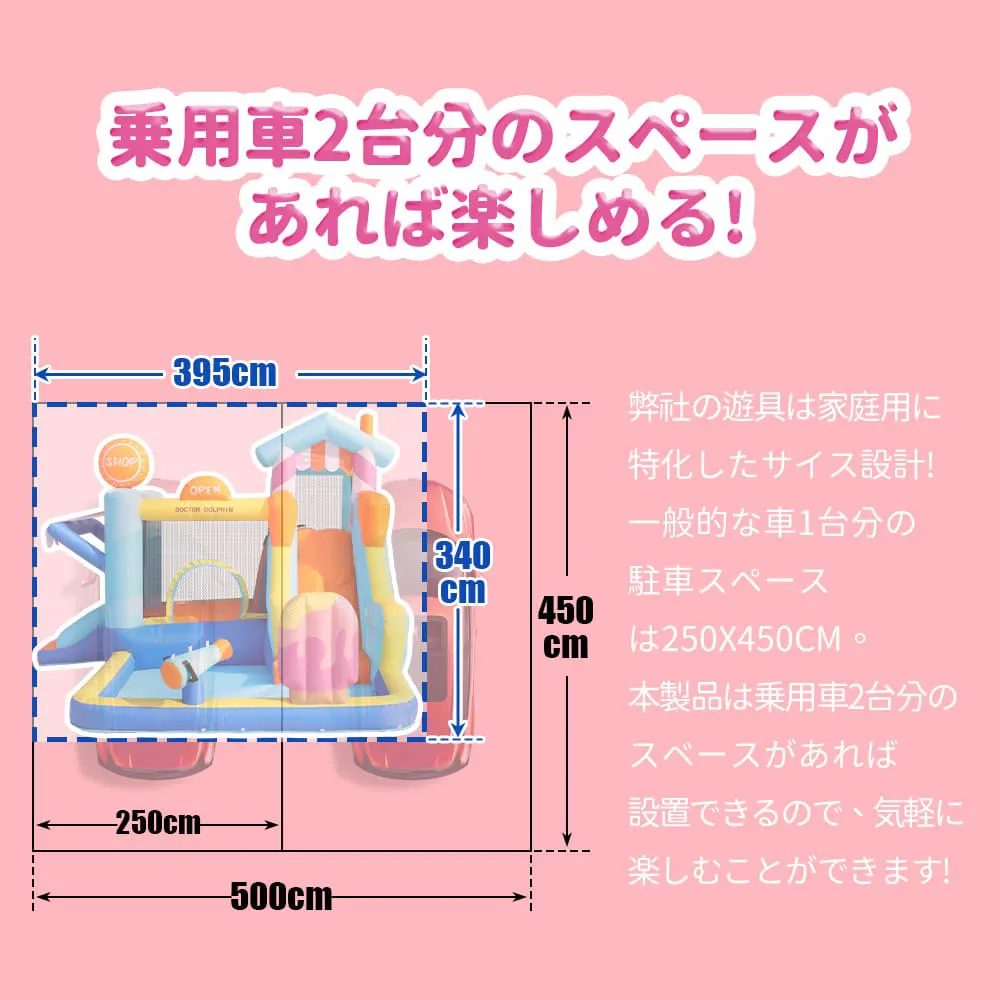 乗用車2台分のスペースが
あれば楽しめる!
395cm
SHOP
OPEN
DOCTOR DOLPHIN
340
cm
450
cm
250cm
500cm
弊社の遊具は家庭用に
特化したサイス設計!
一般的な車1台分の
駐車スペース
は250X450CM。
本製品は乗用車2台分の
スベースがあれば
設置できるので、気軽に
楽しむことができます!